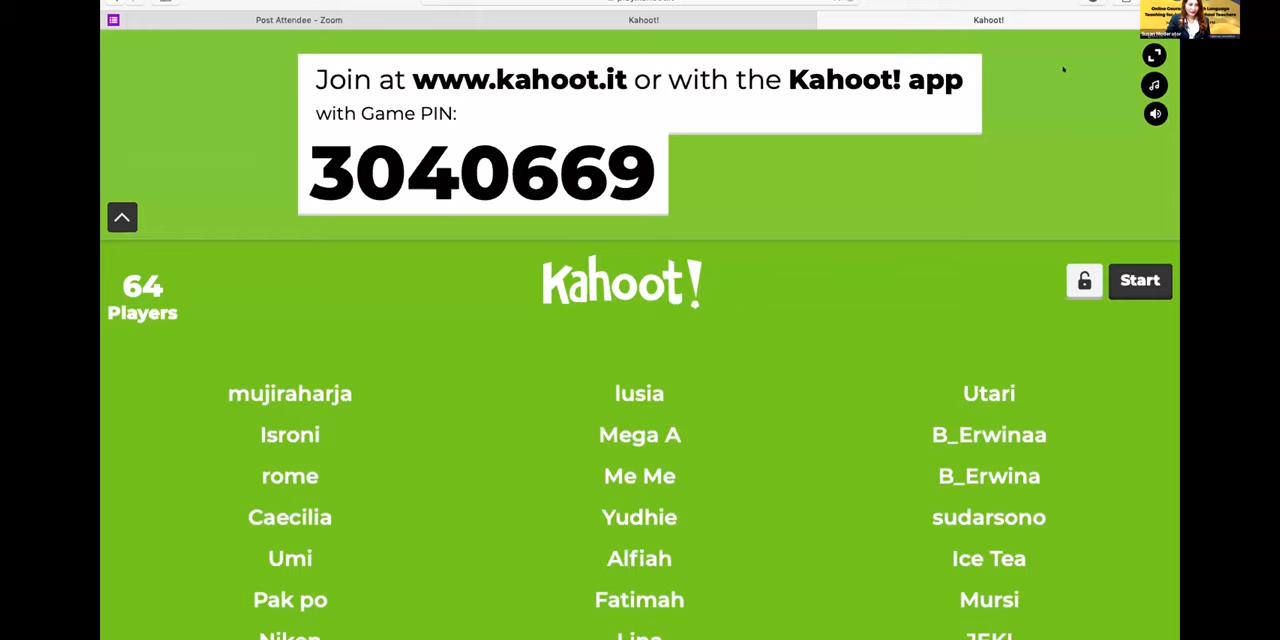 Post Attendee - Zoom
Kahoot!
Kahoot!
Susan Moderator
Join at www.kahoot.it or with the Kahoot! app
with Game PIN:
3040669
64
Players
Kahoot!
Start
mujiraharja
lusia
Utari
Isroni
Mega A
B_Erwinaa
rome
Me Me
B_Erwina
Caecilia
Yudhie
sudarsono
Umi
Alfiah
Ice Tea
Pak po
Fatimah
Mursi